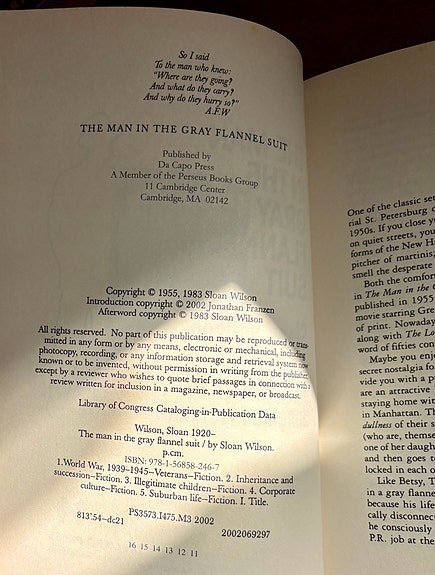 So I said
To the man who knew:
"Where are they going?
And what do they carry?
And why do they hurry so?"
A.F.W
THE MAN IN THE GRAY FLANNEL SUIT
Published by
Da Capo Press
A Member of the Perseus Books Group
11 Cambridge Center
Cambridge, MA 02142
Copyright © 1955, 1983 Sloan Wilson
Introduction copyright © 2002 Jonathan Franzen
Afterword copyright © 1983 Sloan Wilson
All rights reserved. No part of this publication may be reproduced or trans-
mitted in any form or by any means, electronic or mechanical, including
photocopy, recording, or any information storage and retrieval system now
known or to be invented, without permission in writing from the publisher,
except by a reviewer who wishes to quote brief passages in connection with a
review written for inclusion in a magazine, newspaper, or broadcast.
Library of Congress Cataloging-in-Publication Data
Wilson, Sloan 1920–
The man in the gray flannel suit / by Sloan Wilson.
p.cm.
ISBN: 978-1-56858-246-7
1.World War, 1939-1945–Veterans–Fiction. 2. Inheritance and
succession–Fiction. 3. Illegitimate children–Fiction. 4. Corporate
culture–Fiction. 5. Suburban life–Fiction. I. Title.
PS3573.I475.M3 2002
813'.54–dc21
2002069297
16 15 14 13 12 11
One of the classic set
tial St. Petersburg o
1950s. If you close yo
on quiet streets, you
forms of the New H
pitcher of martinis;
smell the desperate
Both the comfor
in The Man in the G
published in 1955
movie starring Gre
of print. Nowaday
along with The L
word of fifties con
Maybe you enj
secret nostalgia fo
vide you with a p
are an attractive
staying home wit
in Manhattan. Th
dullness of their s
(who are, themse
one of her daugh
and then goes to
locked in each o
Like Betsy, T
in a gray flanne
because his life
cally disconnect
he consciously
P.R. job at the